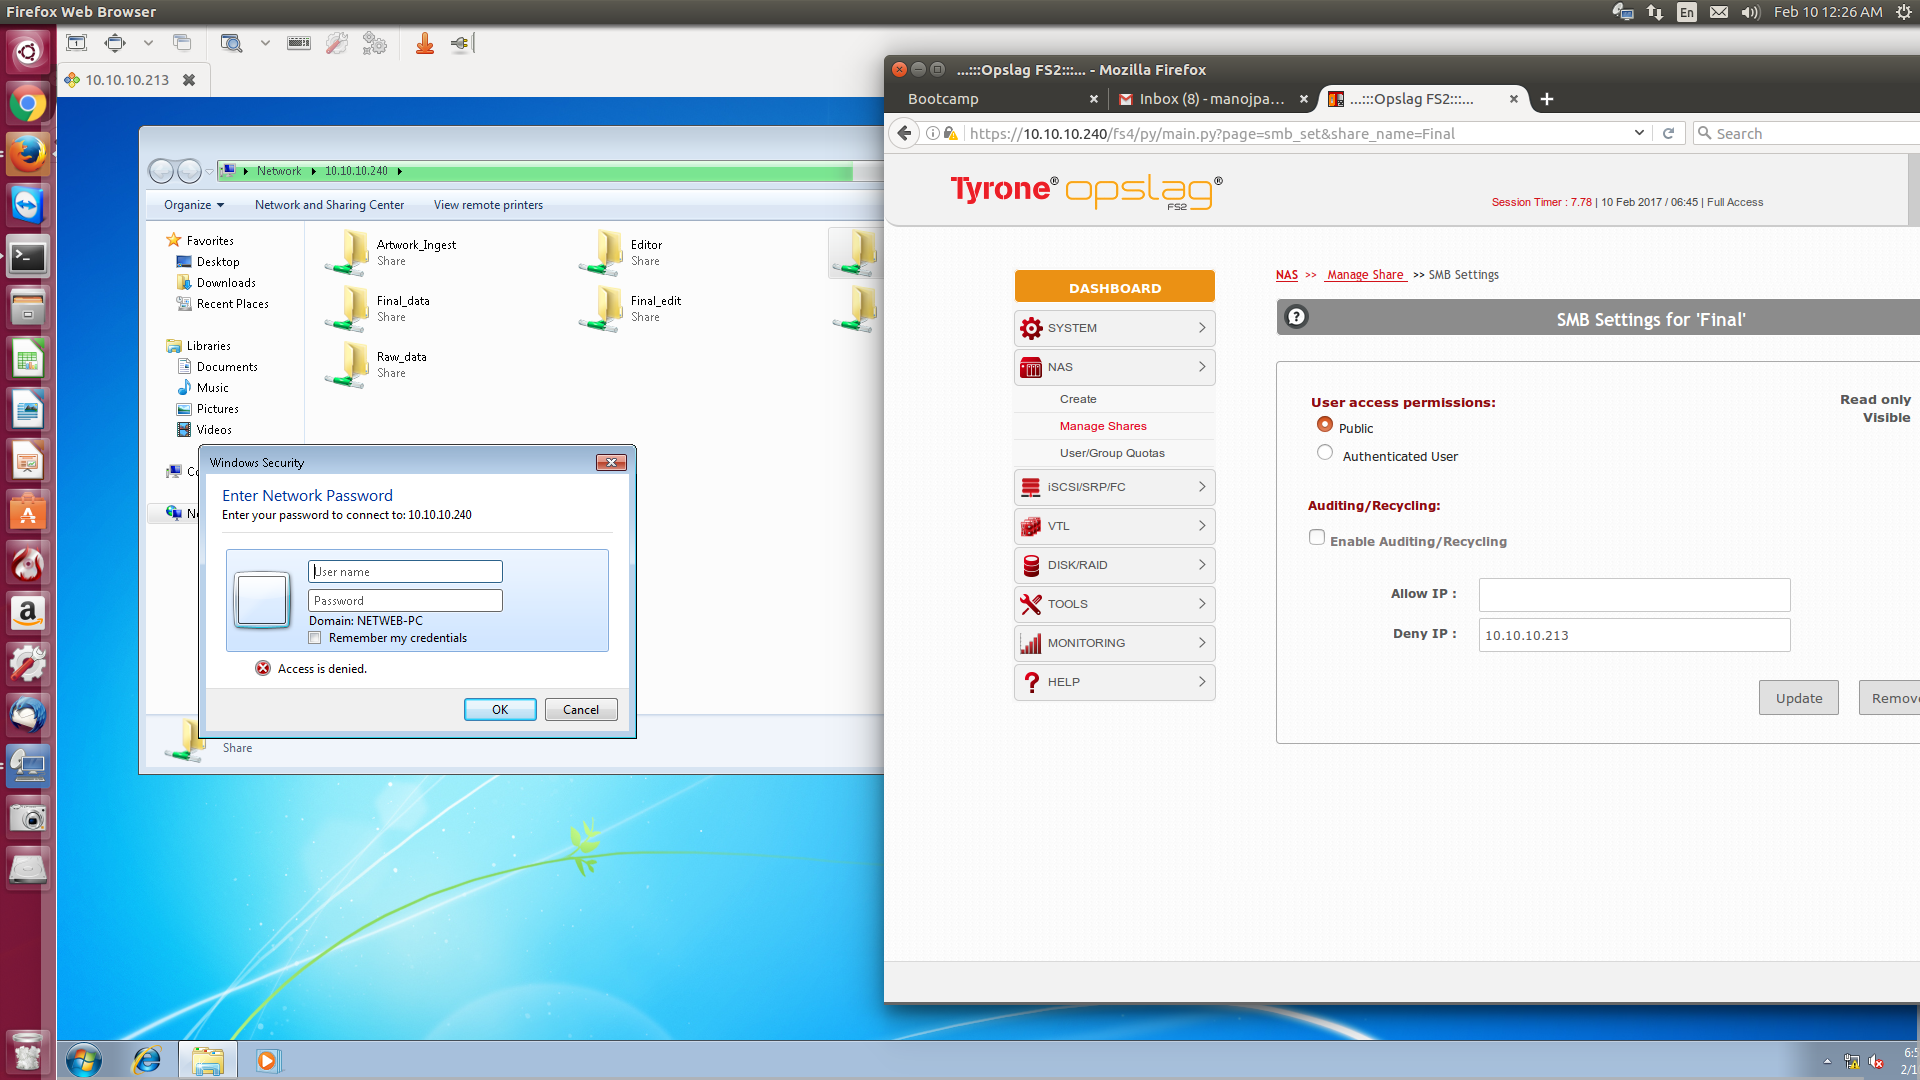 Firefox Web Browser
En
Feb 10 12:26 AM
10.10.10.213
...:::Opslag FS2:::... - Mozilla Firefox
Bootcamp
Inbox (8) - manojpa...
...:::Opslag FS2:::...
https://10.10.10.240/fs4/py/main.py?page=smb_set&share_name=Final
Search
Network
10.10.10.240
Organize
Network and Sharing Center
View remote printers
Favorites
Desktop
Downloads
Recent Places
Libraries
Documents
Music
Pictures
Videos
Artwork_Ingest
Share
Editor
Share
Final_data
Share
Final_edit
Share
Raw_data
Share
Windows Security
Enter Network Password
Enter your password to connect to: 10.10.10.240
User name
Password
Domain: NETWEB-PC
Remember my credentials
Access is denied.
OK
Cancel
Share
Tyrone® opslag®
FS2
Session Timer : 7.78 | 10 Feb 2017 / 06:45 | Full Access
DASHBOARD
SYSTEM
NAS
Create
Manage Shares
User/Group Quotas
iSCSI/SRP/FC
VTL
DISK/RAID
TOOLS
MONITORING
HELP
NAS >> Manage Share >> SMB Settings
SMB Settings for 'Final'
User access permissions:
Public
Authenticated User
Read only
Visible
Auditing/Recycling:
Enable Auditing/Recycling
Allow IP :
Deny IP :
10.10.10.213
Update
Remove